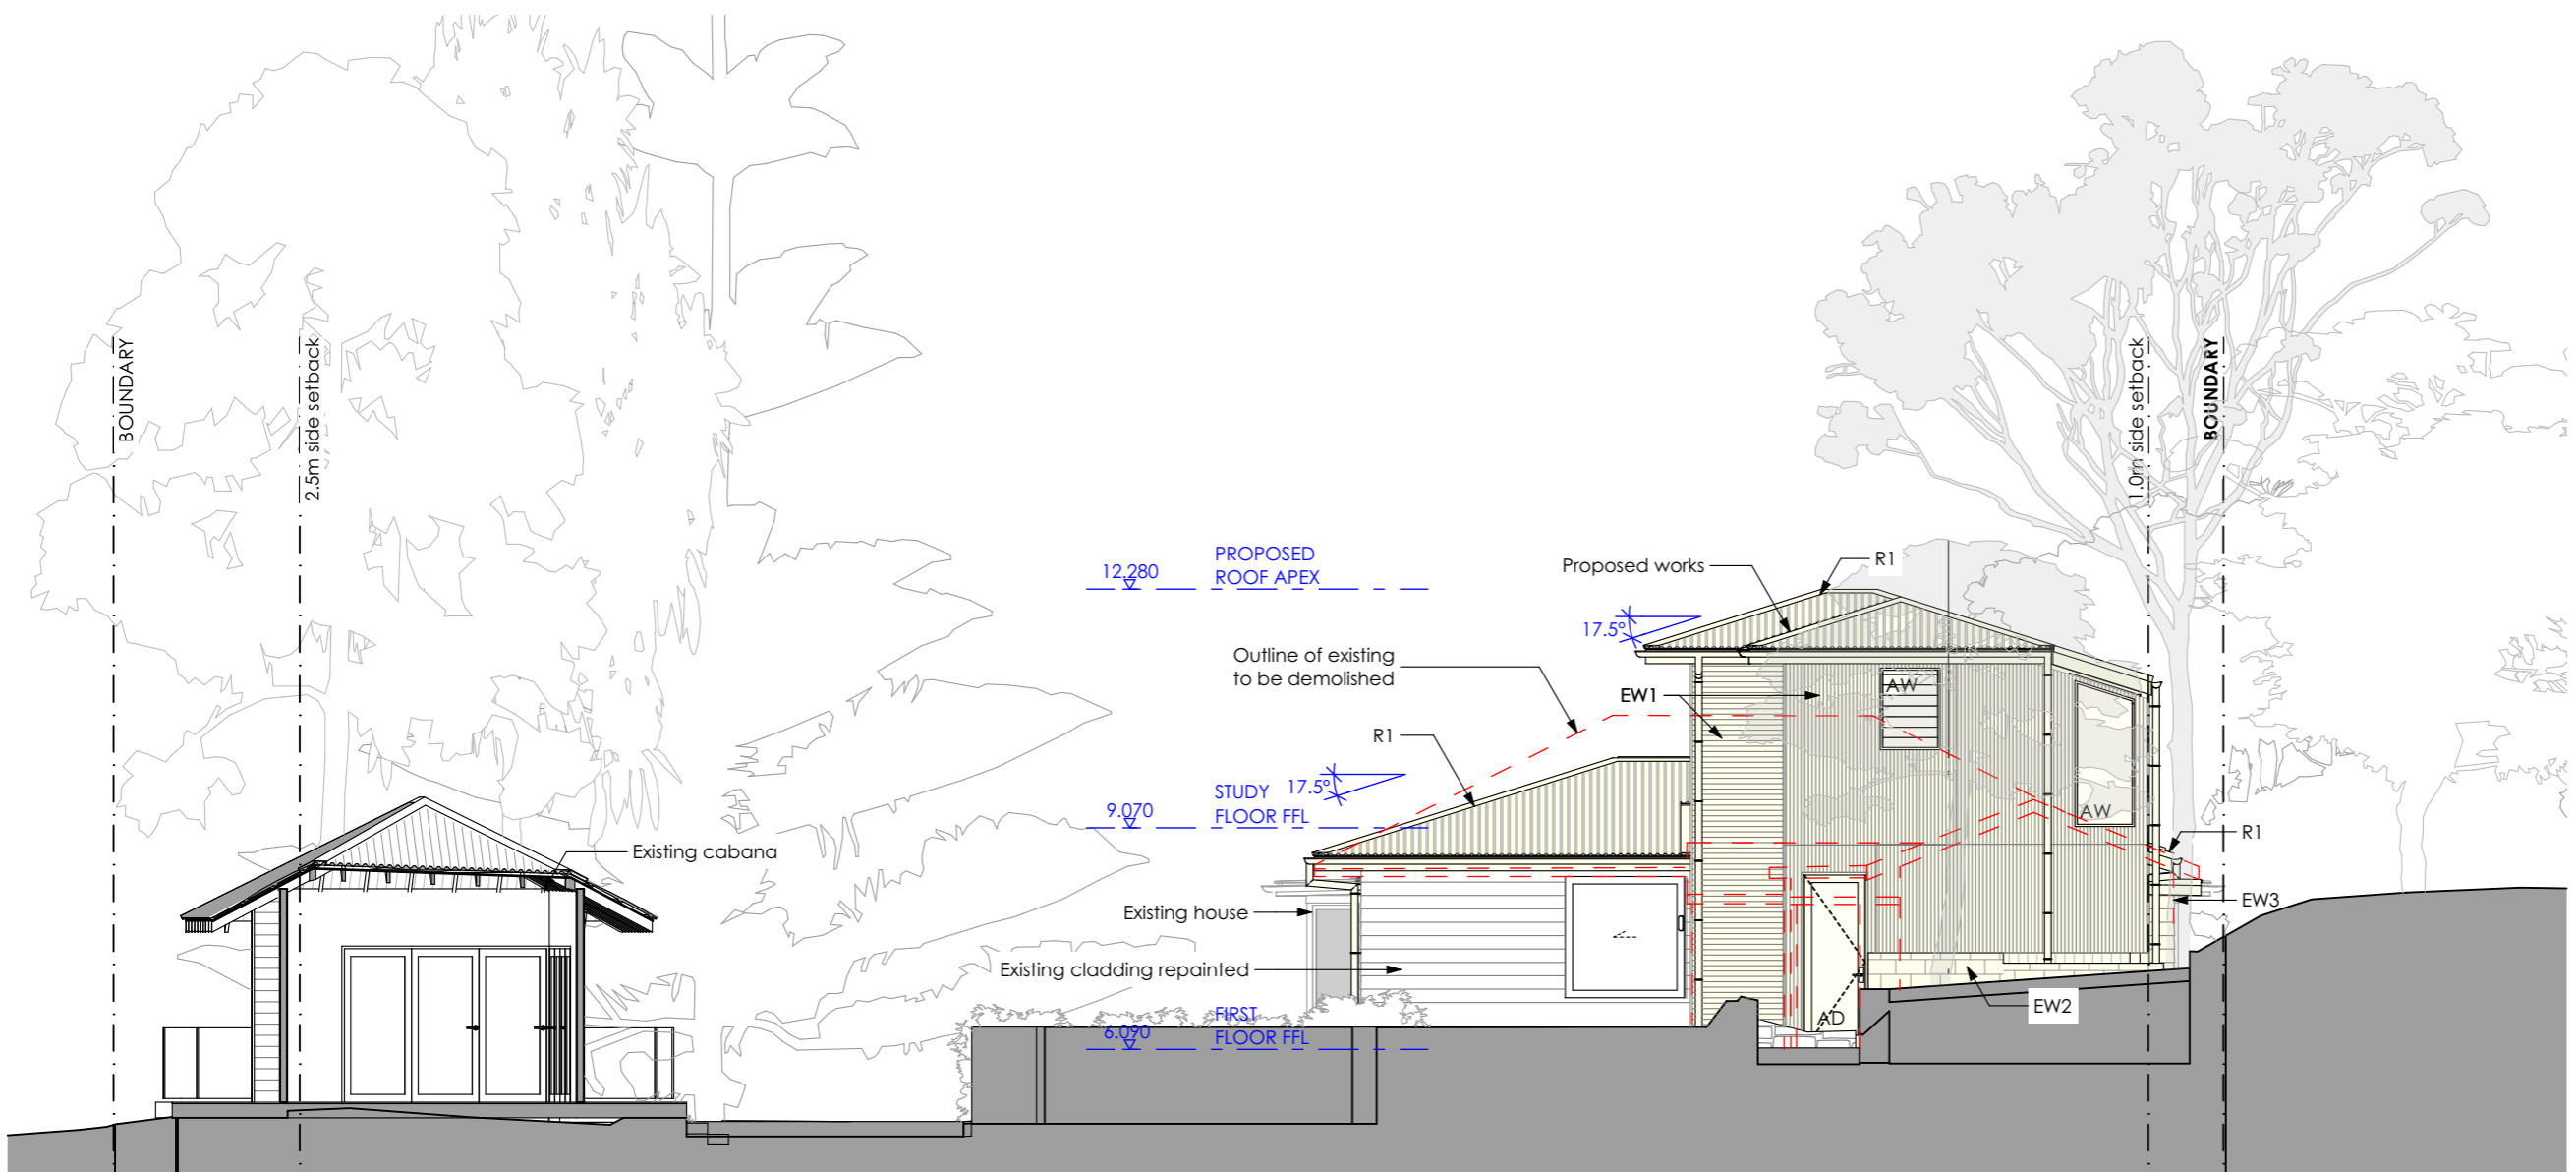 BOUNDARY
2.5m side setback
1.0m side setback
BOUNDARY
PROPOSED
12.280 ROOF APEX
Proposed works
R1
17.5°
Outline of existing
to be demolished
EW1
AW
R1
STUDY 17.5°
9.070 FLOOR FFL
AW
R1
Existing cabana
EW3
Existing house
Existing cladding repainted
EW2
FIRST
6.090 FLOOR FFL
AD